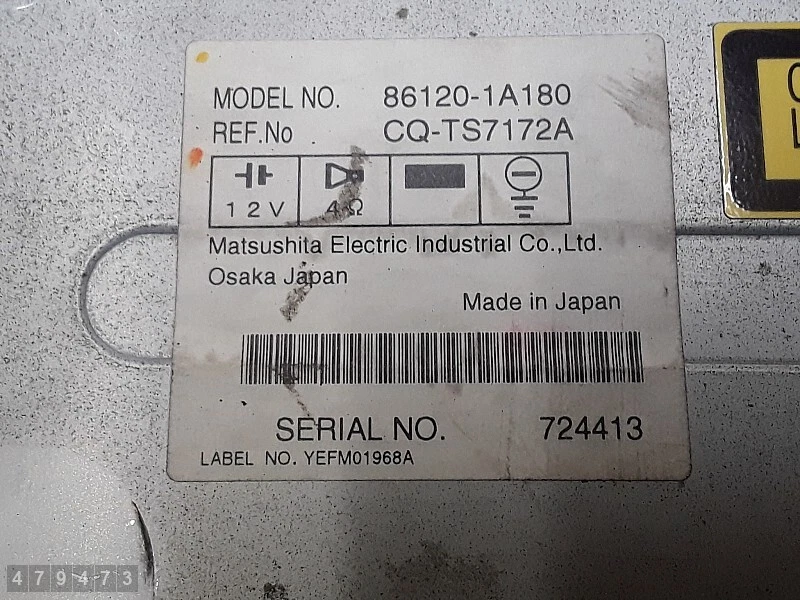 MODEL NO. 86120-1A180
REF.No CQ-TS7172A
12V 4Ω
Matsushita Electric Industrial Co.,Ltd.
Osaka Japan
Made in Japan
SERIAL NO. 724413
LABEL NO. YEFM01968A
479473